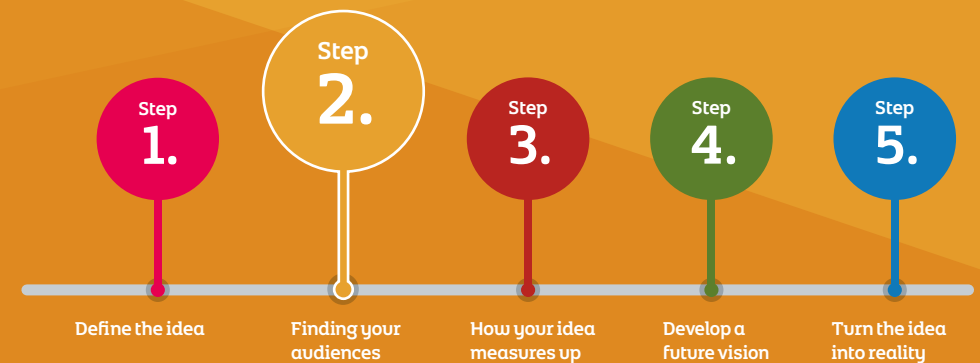 Step
1.
Step
2.
Step
3.
Step
4.
Step
5.
Define the idea
Finding your
audiences
How your idea
measures up
Develop a
future vision
Turn the idea
into reality